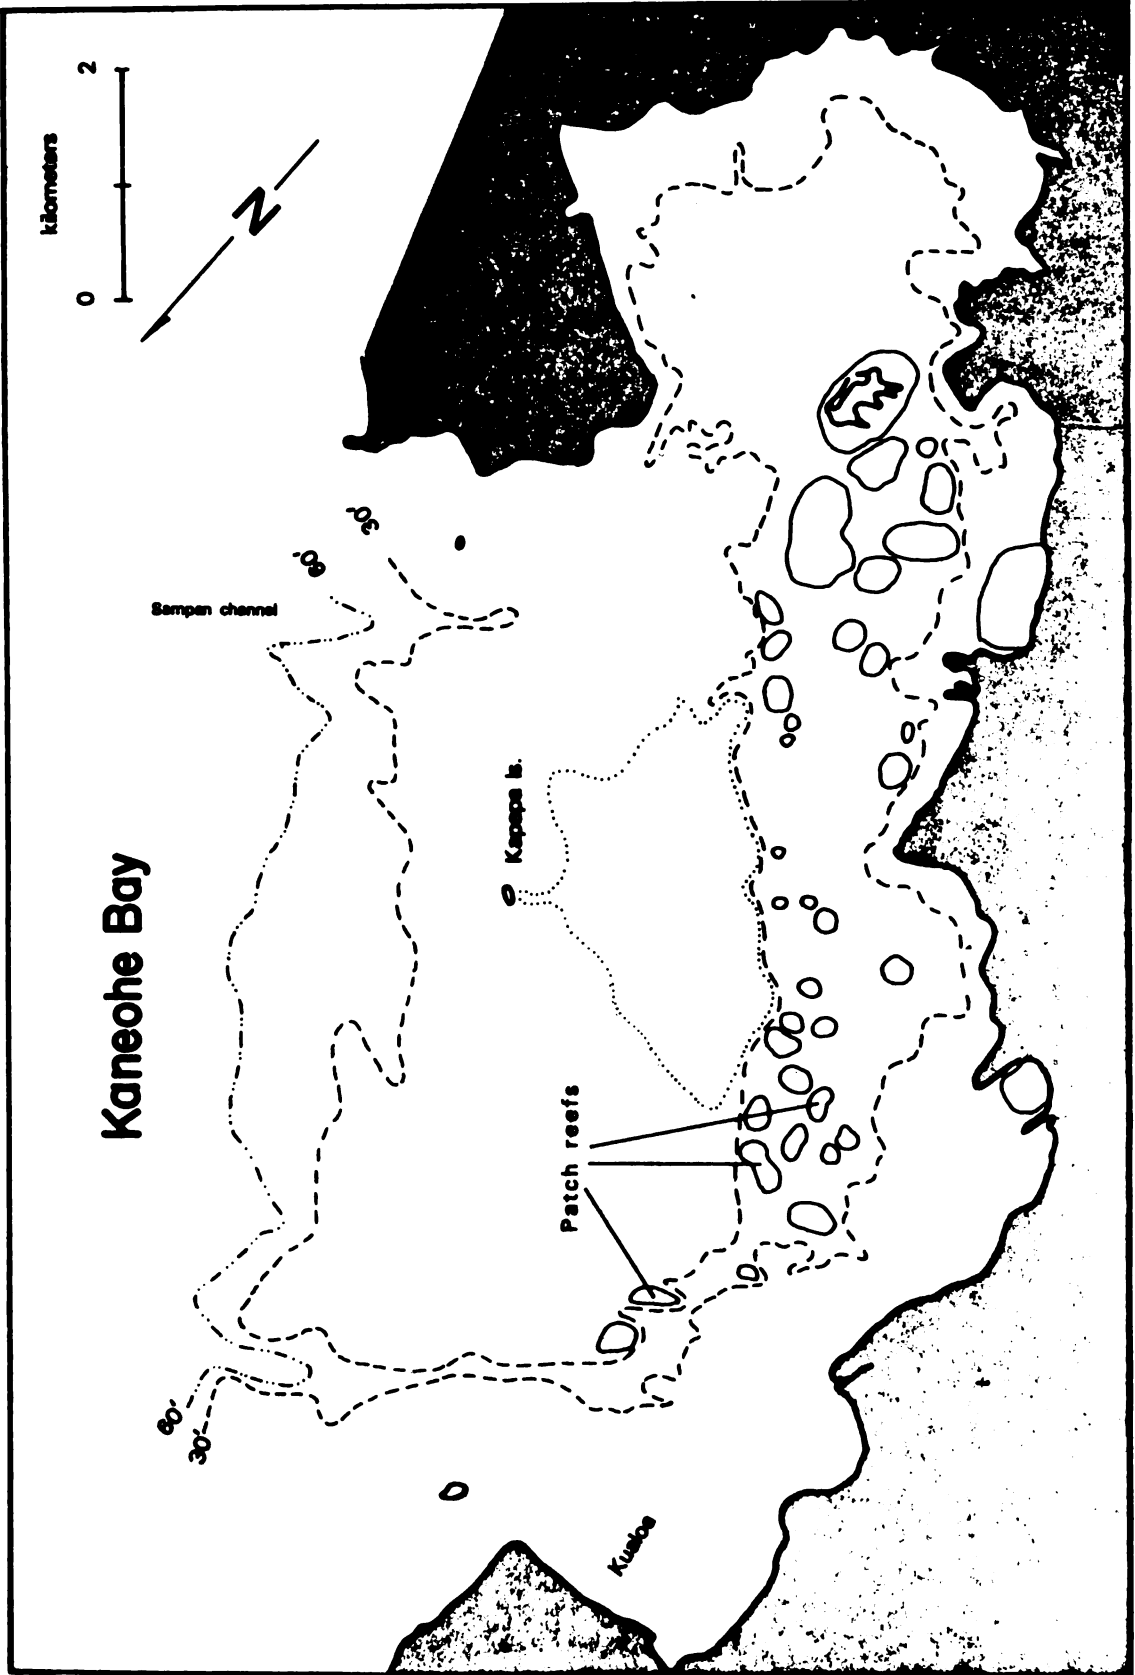 Kaneohe Bay
kilometers
0 2
N
60'
30'
Sampan channel
Kapapa Is.
Patch reefs
60'
30'
Kualoa